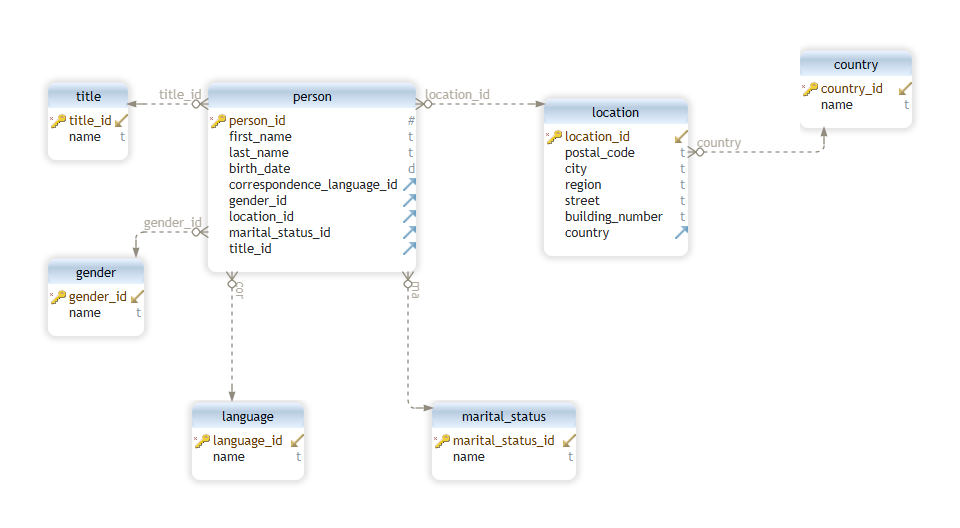 country
country_id
name t
title
title_id
name t
title_id
person
person_id #
first_name t
last_name t
birth_date d
correspondence_language_id
gender_id
location_id
marital_status_id
title_id
location_id
location
location_id
postal_code t
city t
region t
street t
building_number t
country
country
gender_id
gender
gender_id
name t
cor
ma
language
language_id
name t
marital_status
marital_status_id
name t